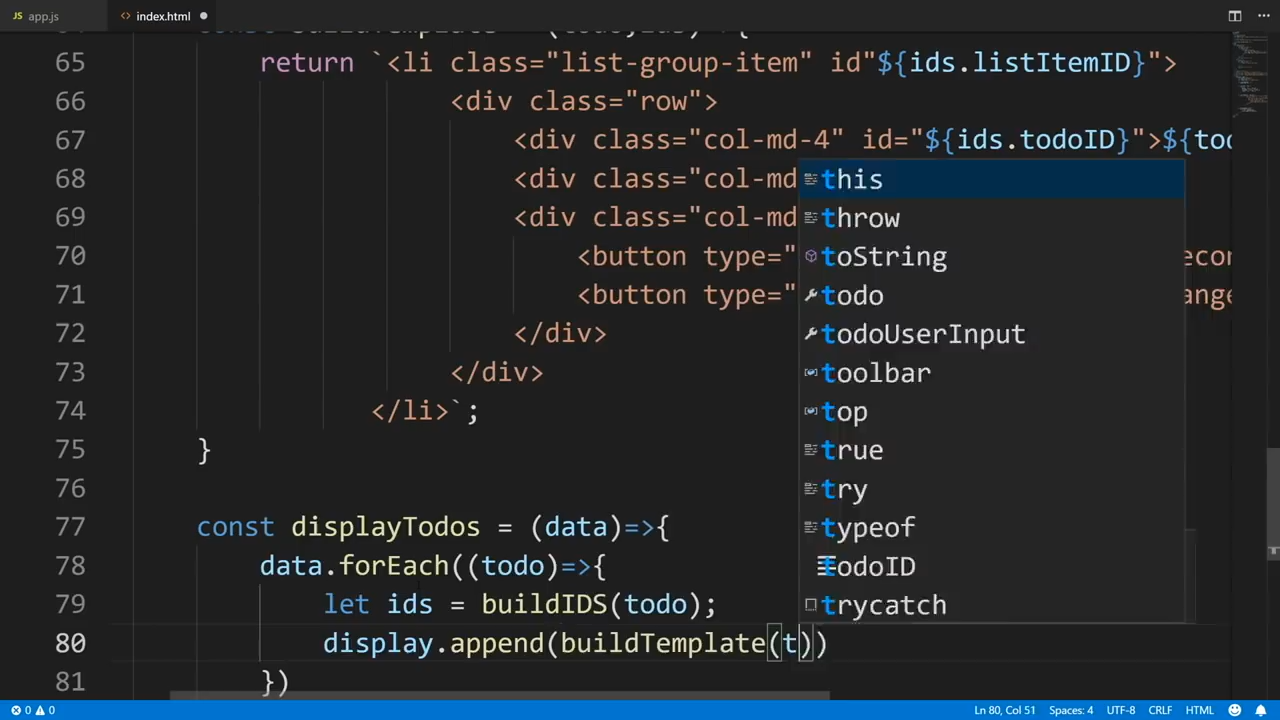 JS app.js <> index.html
65 return `<li class="list-group-item" id"${ids.listItemID}">
66 <div class="row">
67 <div class="col-md-4" id="${ids.todoID}">${tod
68 <div class="col-md
69 <div class="col-md
70 <button type="
71 <button type="
72 </div>
73 </div>
74 </li>`;
75 }
76
77 const displayTodos = (data)=>{
78 data.forEach((todo)=>{
79 let ids = buildIDS(todo);
80 display.append(buildTemplate(t))
81 })
this
throw
toString
todo
todoUserInput
toolbar
top
true
try
typeof
todoID
trycatch
0 0 Ln 80, Col 51 Spaces: 4 UTF-8 CRLF HTML